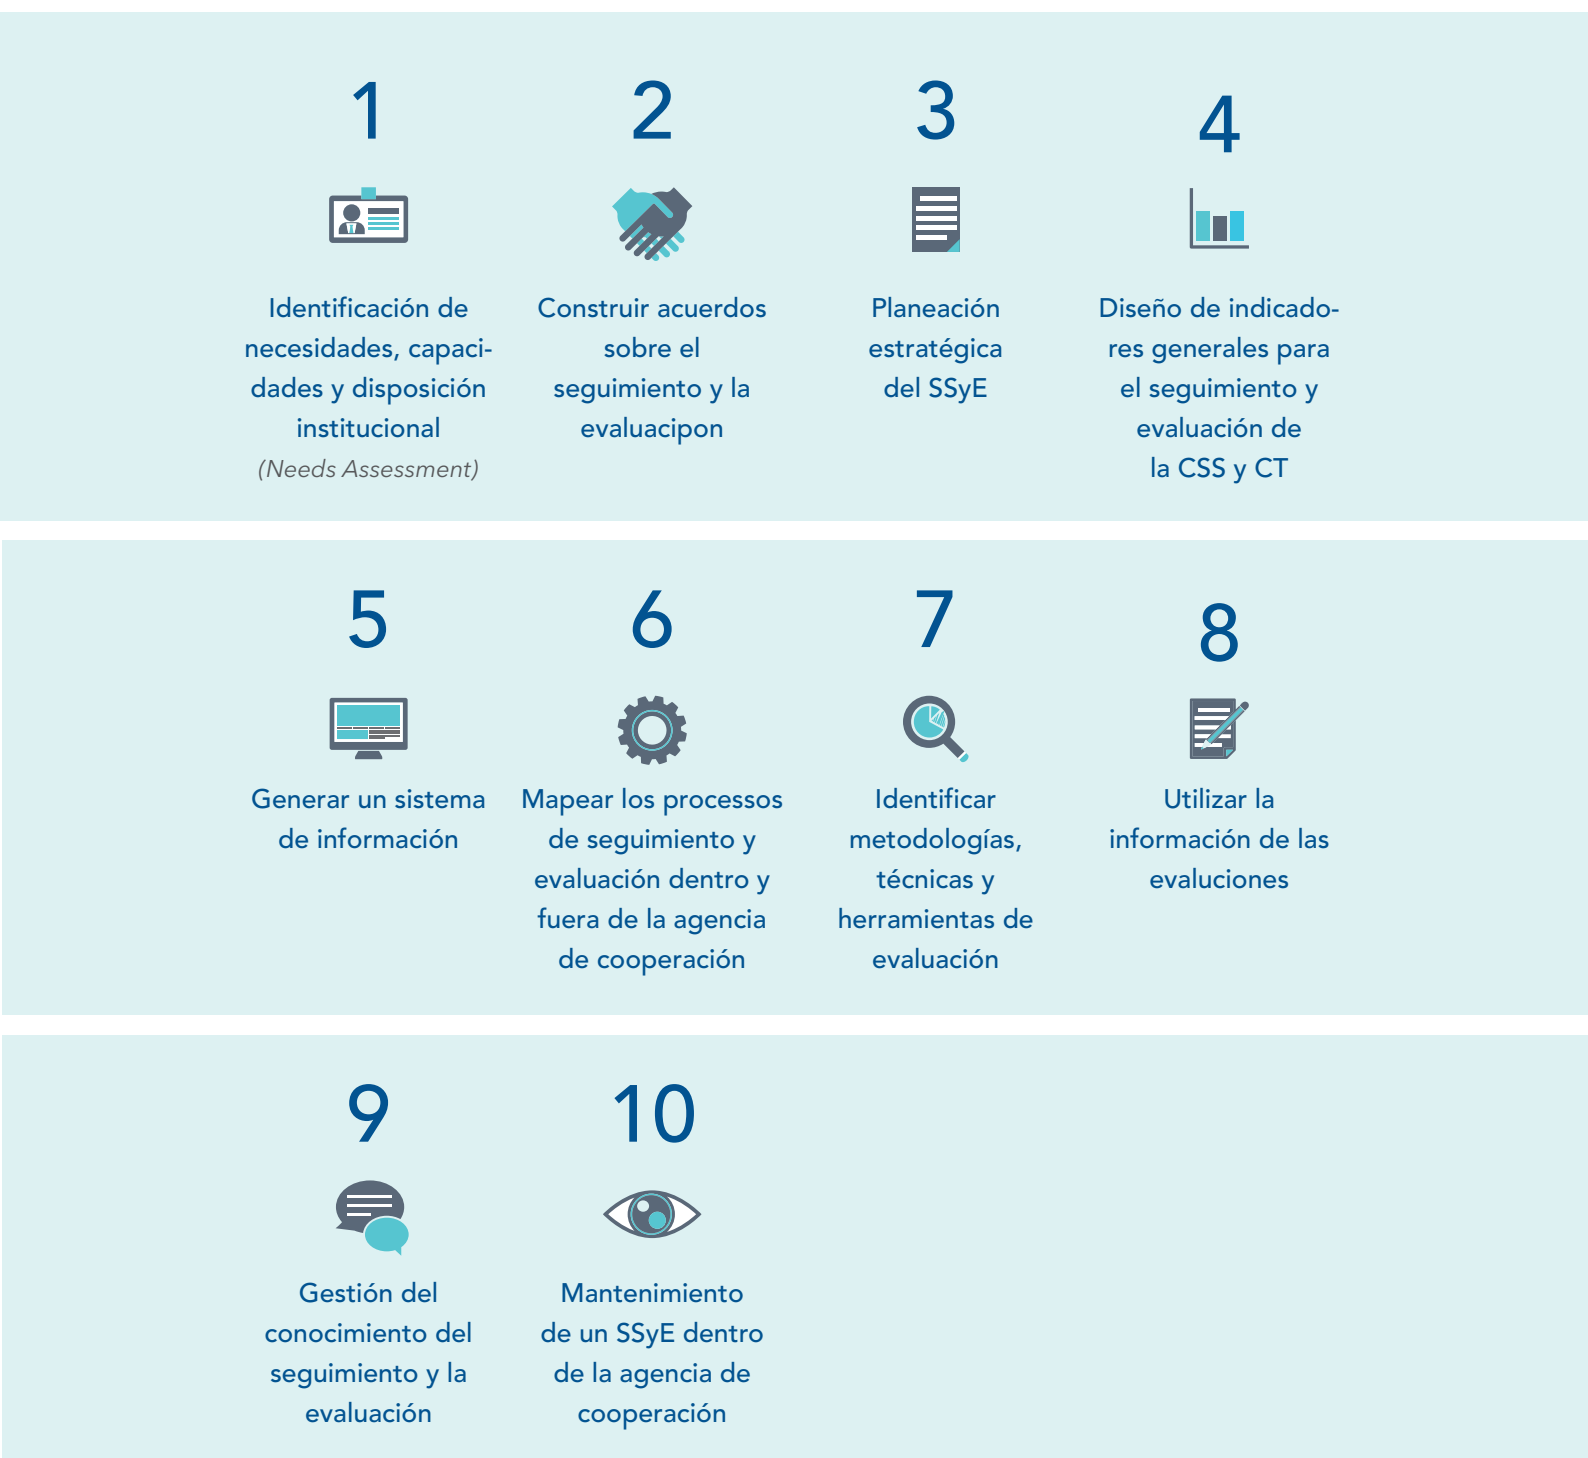 1
Identificación de
necesidades, capaci-
dades y disposición
institucional
(Needs Assessment)
2
Construir acuerdos
sobre el
seguimiento y la
evaluacipon
3
Planeación
estratégica
del SSyE
4
Diseño de indicado-
res generales para
el seguimiento y
evaluación de
la CSS y CT
5
Generar un sistema
de información
6
Mapear los processos
de seguimiento y
evaluación dentro y
fuera de la agencia
de cooperación
7
Identificar
metodologías,
técnicas y
herramientas de
evaluación
8
Utilizar la
información de las
evaluciones
9
Gestión del
conocimiento del
seguimiento y la
evaluación
10
Mantenimiento
de un SSyE dentro
de la agencia de
cooperación